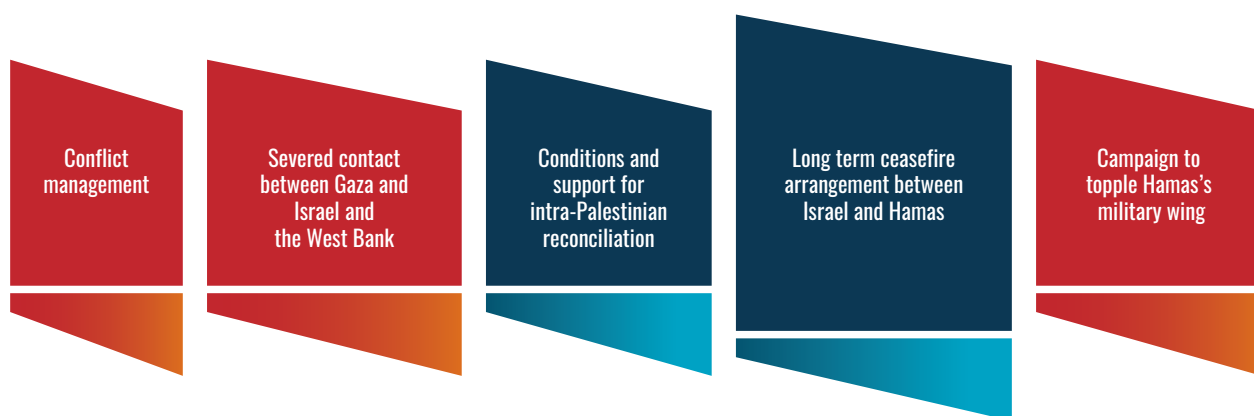 Conflict
management
Severed contact
between Gaza and
Israel and
the West Bank
Conditions and
support for
intra-Palestinian
reconciliation
Long term ceasefire
arrangement between
Israel and Hamas
Campaign to
topple Hamas's
military wing